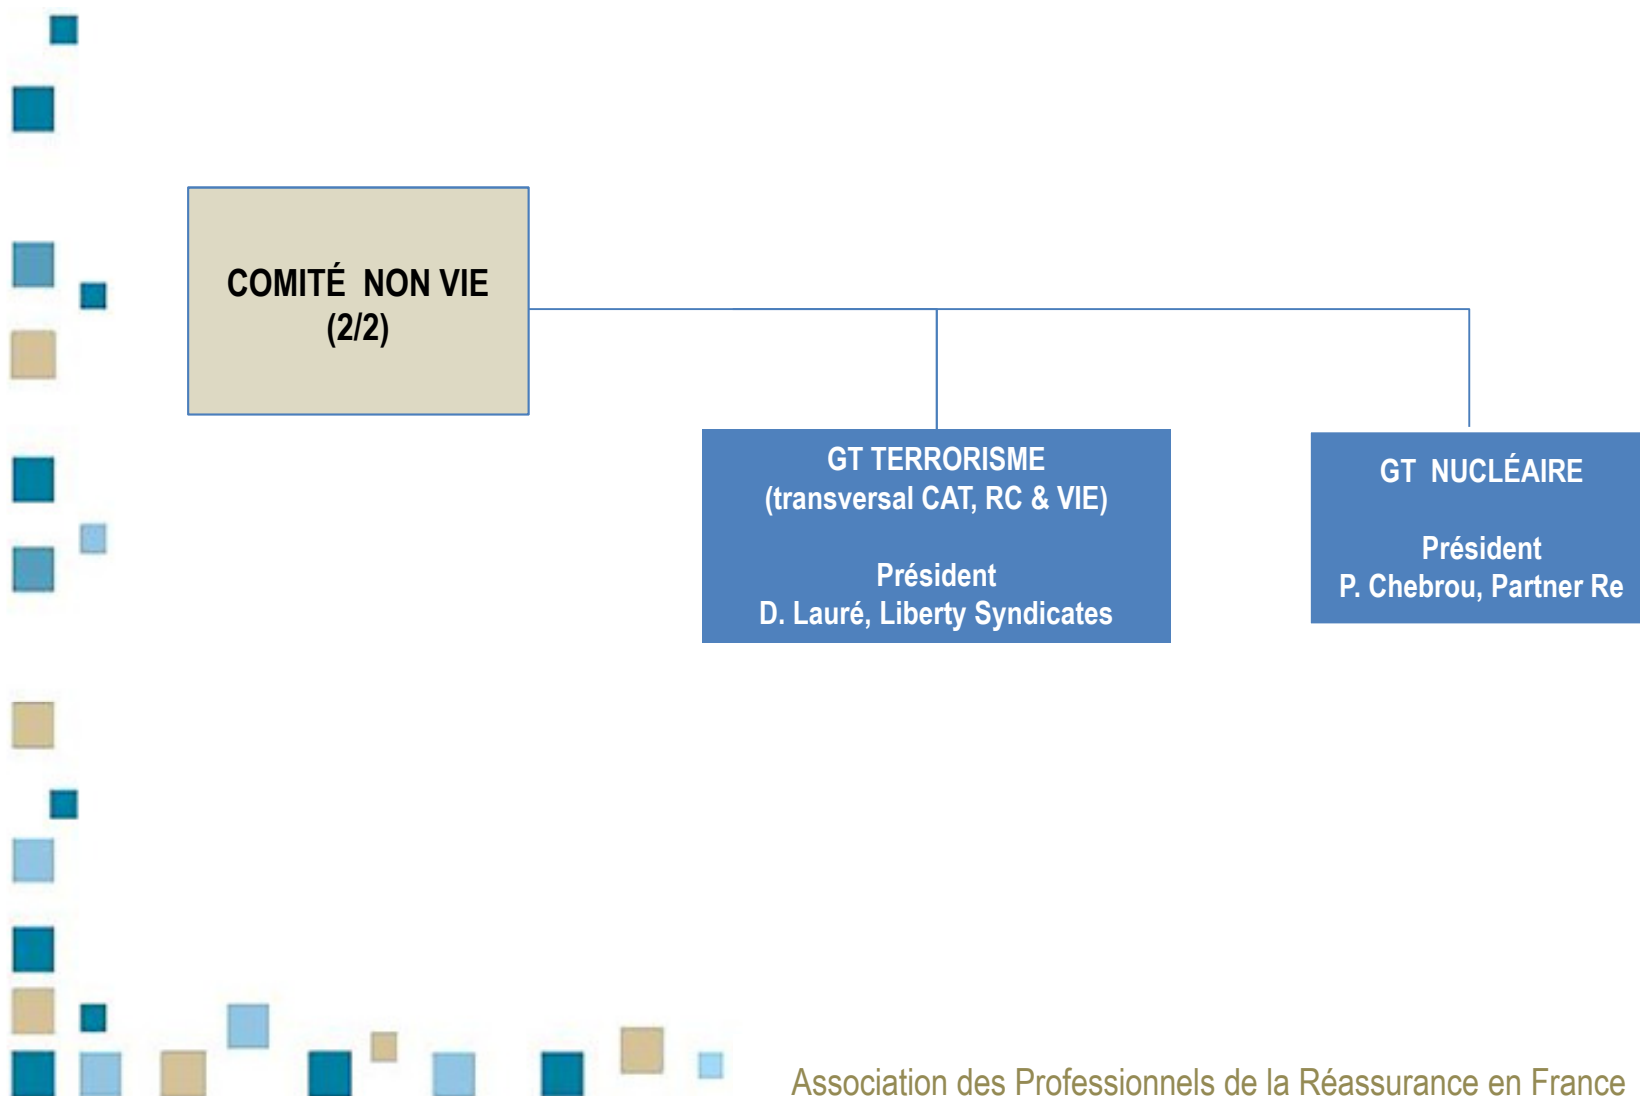 COMITÉ NON VIE
(2/2)
GT TERRORISME
(transversal CAT, RC & VIE)
Président
D. Lauré, Liberty Syndicates
GT NUCLÉAIRE
Président
P. Chebrou, Partner Re
Association des Professionnels de la Réassurance en France